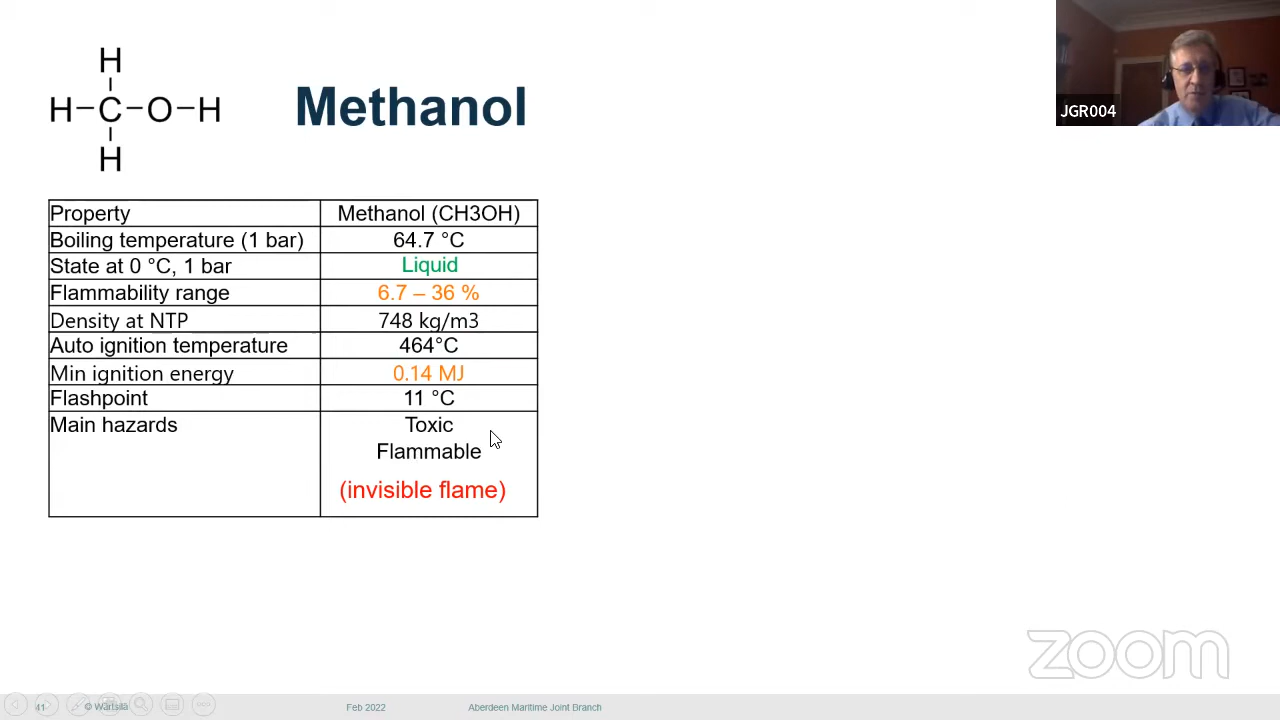 H
H–C–O–H
H
Methanol
JGR004
Property Methanol (CH3OH)
Boiling temperature (1 bar) 64.7 °C
State at 0 °C, 1 bar Liquid
Flammability range 6.7 – 36 %
Density at NTP 748 kg/m3
Auto ignition temperature 464°C
Min ignition energy 0.14 MJ
Flashpoint 11 °C
Main hazards Toxic
Flammable
(invisible flame)
zoom
41 © Wärtsilä Feb 2022 Aberdeen Maritime Joint Branch